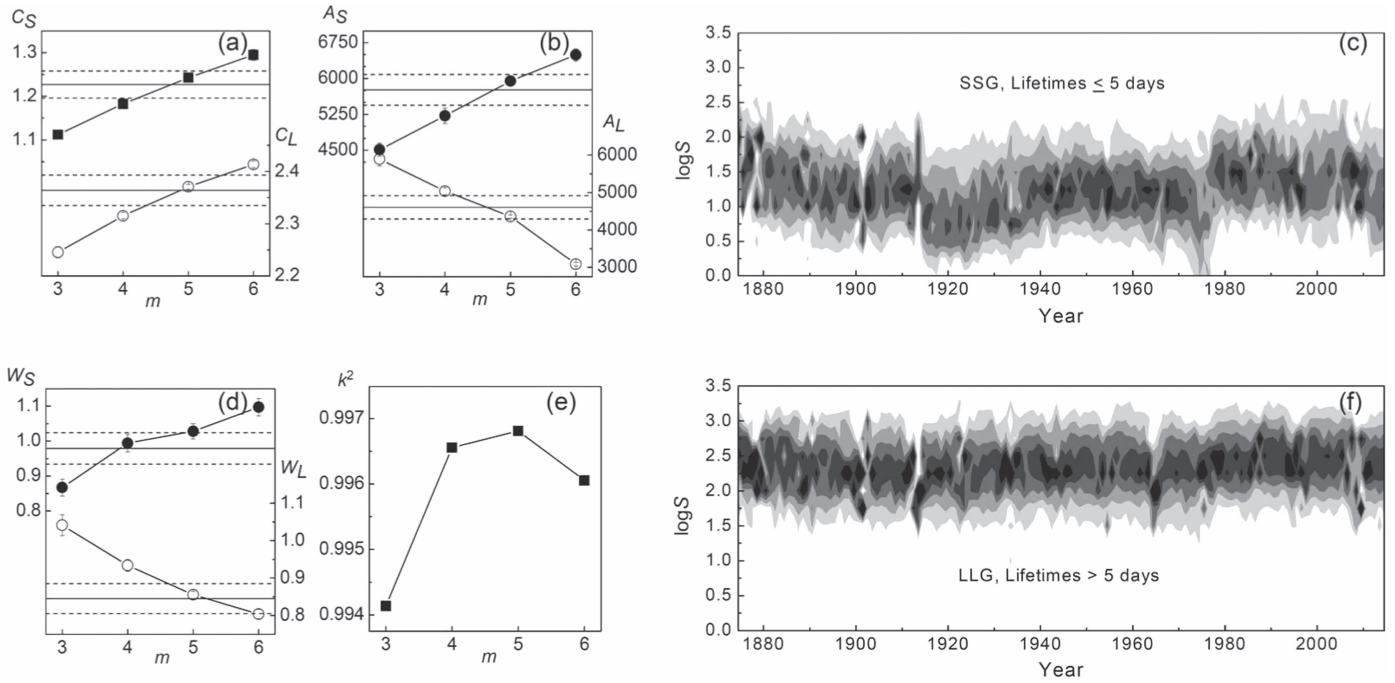 C_S
(a)
1.3
1.2
1.1
C_L
2.4
2.3
2.2
3 4 5 6
m
A_S
(b)
6750
6000
5250
4500
A_L
6000
5000
4000
3000
3 4 5 6
m
(c)
3.5
3.0
2.5
2.0
1.5
1.0
0.5
0.0
logS
SSG, Lifetimes ≤ 5 days
1880 1900 1920 1940 1960 1980 2000
Year
W_S
(d)
1.1
1.0
0.9
0.8
W_L
1.1
1.0
0.9
0.8
3 4 5 6
m
k²
(e)
0.997
0.996
0.995
0.994
3 4 5 6
m
(f)
3.5
3.0
2.5
2.0
1.5
1.0
0.5
0.0
logS
LLG, Lifetimes > 5 days
1880 1900 1920 1940 1960 1980 2000
Year